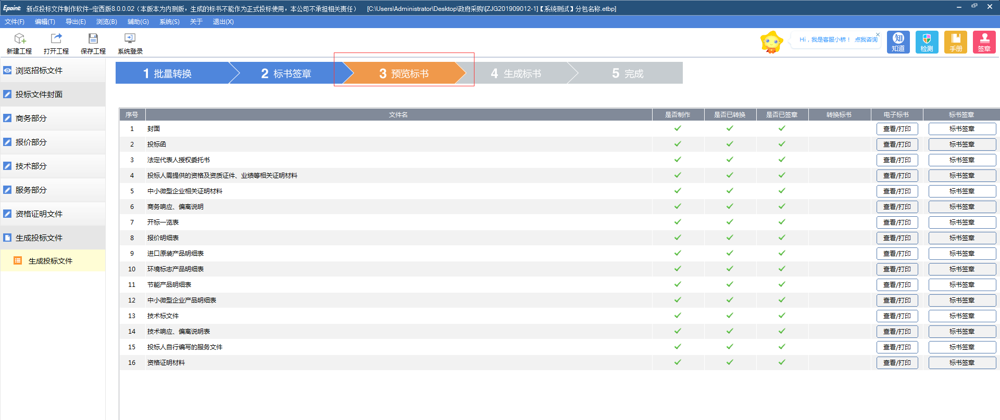 Epoint 新点投标文件制作软件--定西版8.0.0.02（本版本为内测版，生成的标书不能作为正式投标使用，本公司不承担相关责任） [C:\Users\Administrator\Desktop\政府采购\[ZJG201909012-1]【系统测试】分包名称.etbp]
文件(F) 编辑(T) 导出(E) 浏览(B) 辅助(G) 系统(S) 关于 退出(X)
新建工程 打开工程 保存工程 系统登录
Hi，我是客服小桥！ 点我咨询
知 知道 检测 手册 签章
浏览招标文件
投标文件封面
商务部分
报价部分
技术部分
服务部分
资格证明文件
生成投标文件
生成投标文件
1 批量转换 2 标书签章 3 预览标书 4 生成标书 5 完成
序号 文件名 是否制作 是否已转换 是否已签章 转换标书 电子标书 标书签章
1 封面 查看/打印 标书签章
2 投标函 查看/打印 标书签章
3 法定代表人授权委托书 查看/打印 标书签章
4 投标人需提供的资格及资质证件、业绩等相关证明材料 查看/打印 标书签章
5 中小微型企业相关证明材料 查看/打印 标书签章
6 商务响应、偏离说明 查看/打印 标书签章
7 开标一览表 查看/打印 标书签章
8 报价明细表 查看/打印 标书签章
9 进口原装产品明细表 查看/打印 标书签章
10 环境标志产品明细表 查看/打印 标书签章
11 节能产品明细表 查看/打印 标书签章
12 中小微型企业产品明细表 查看/打印 标书签章
13 技术标文件 查看/打印 标书签章
14 技术响应、偏离说明表 查看/打印 标书签章
15 投标人自行编写的服务文件 查看/打印 标书签章
16 资格证明材料 查看/打印 标书签章